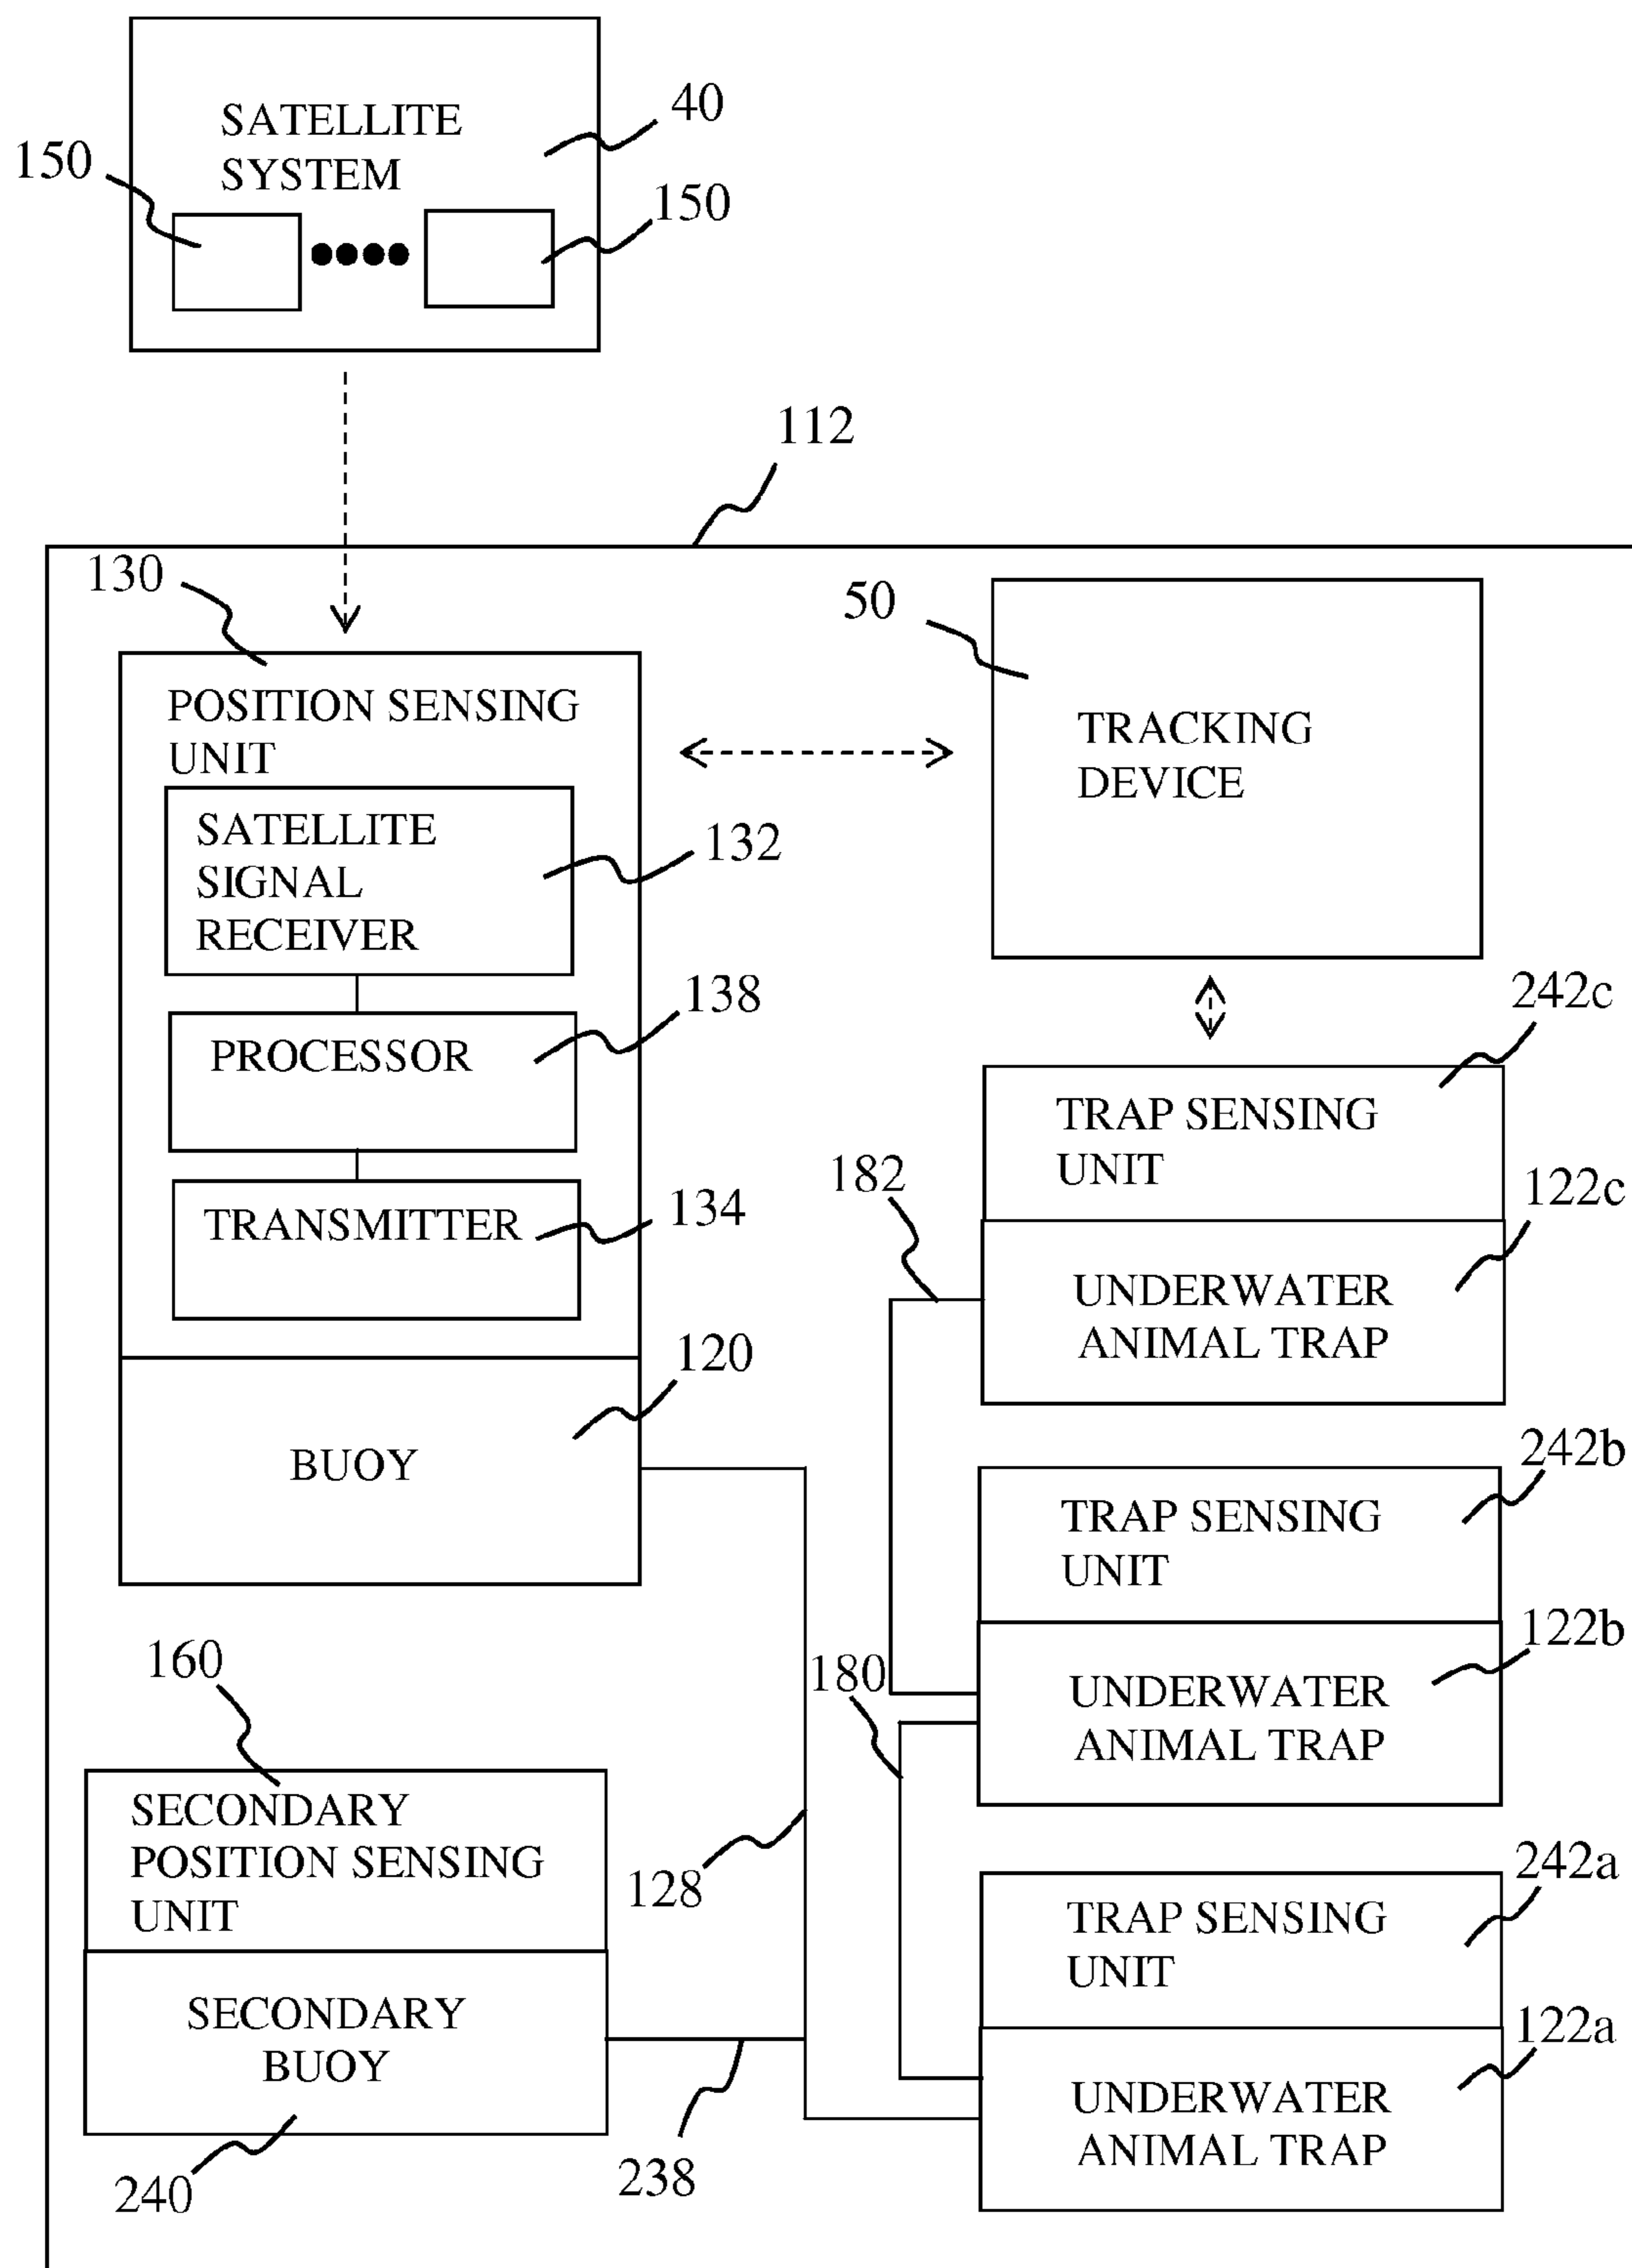 SATELLITE
SYSTEM
40
150
150
112
130
50
POSITION SENSING
UNIT
TRACKING
DEVICE
SATELLITE
SIGNAL
RECEIVER
132
138
PROCESSOR
242c
TRAP SENSING
UNIT
182
122c
134
TRANSMITTER
UNDERWATER
ANIMAL TRAP
120
BUOY
242b
TRAP SENSING
UNIT
122b
160
180
UNDERWATER
ANIMAL TRAP
SECONDARY
POSITION SENSING
UNIT
128
242a
TRAP SENSING
UNIT
SECONDARY
BUOY
122a
UNDERWATER
ANIMAL TRAP
238
240